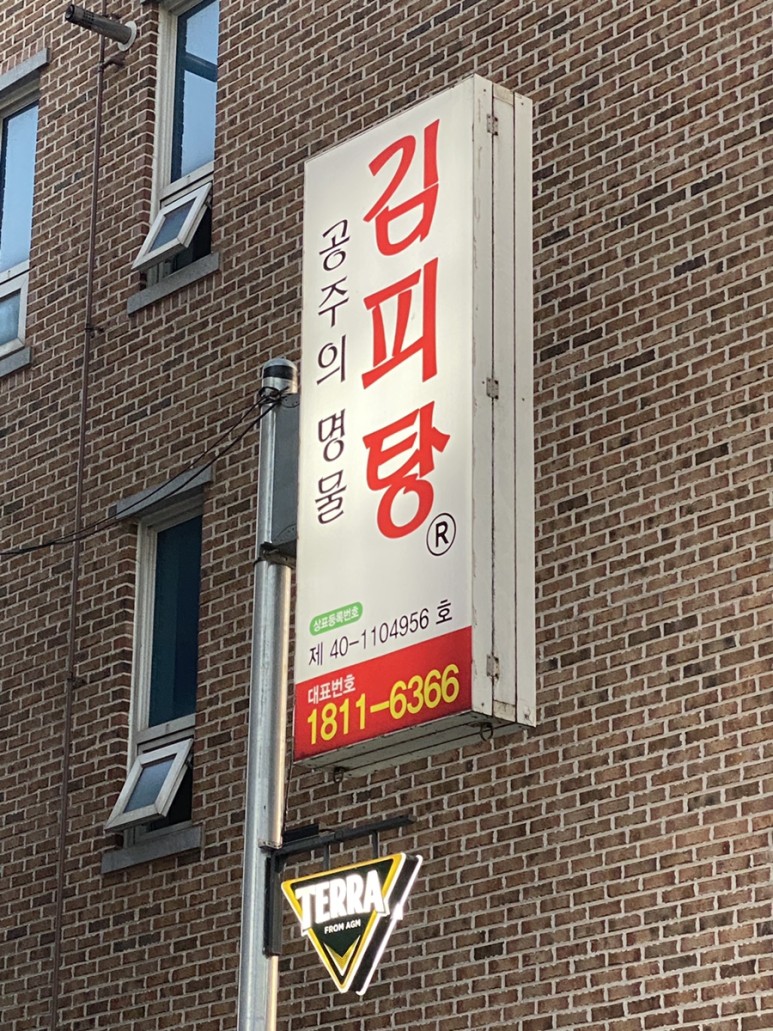 김피탕®
공주의 명물
상표등록번호
제 40-1104956 호
대표번호
1811-6366
TERRA
FROM AGM